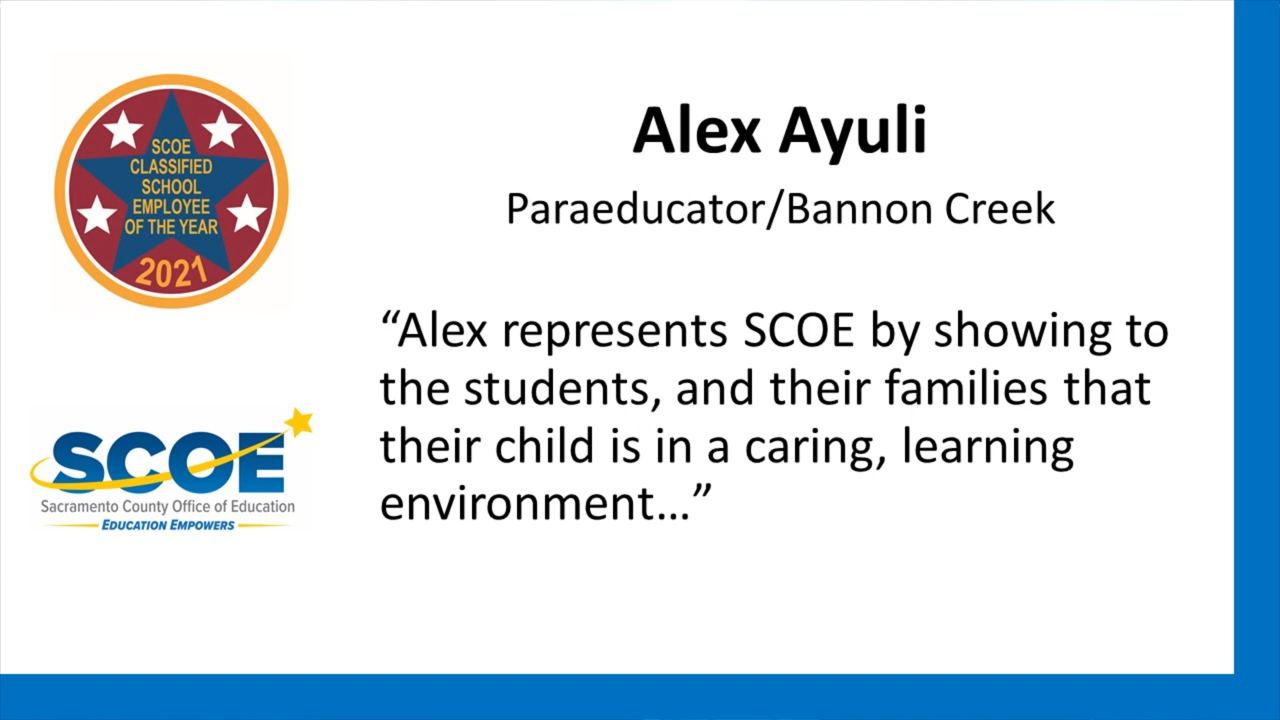 SCOE
CLASSIFIED
SCHOOL
EMPLOYEE
OF THE YEAR
2021
Alex Ayuli
Paraeducator/Bannon Creek
“Alex represents SCOE by showing to
the students, and their families that
their child is in a caring, learning
environment…”
SCOE
Sacramento County Office of Education
EDUCATION EMPOWERS